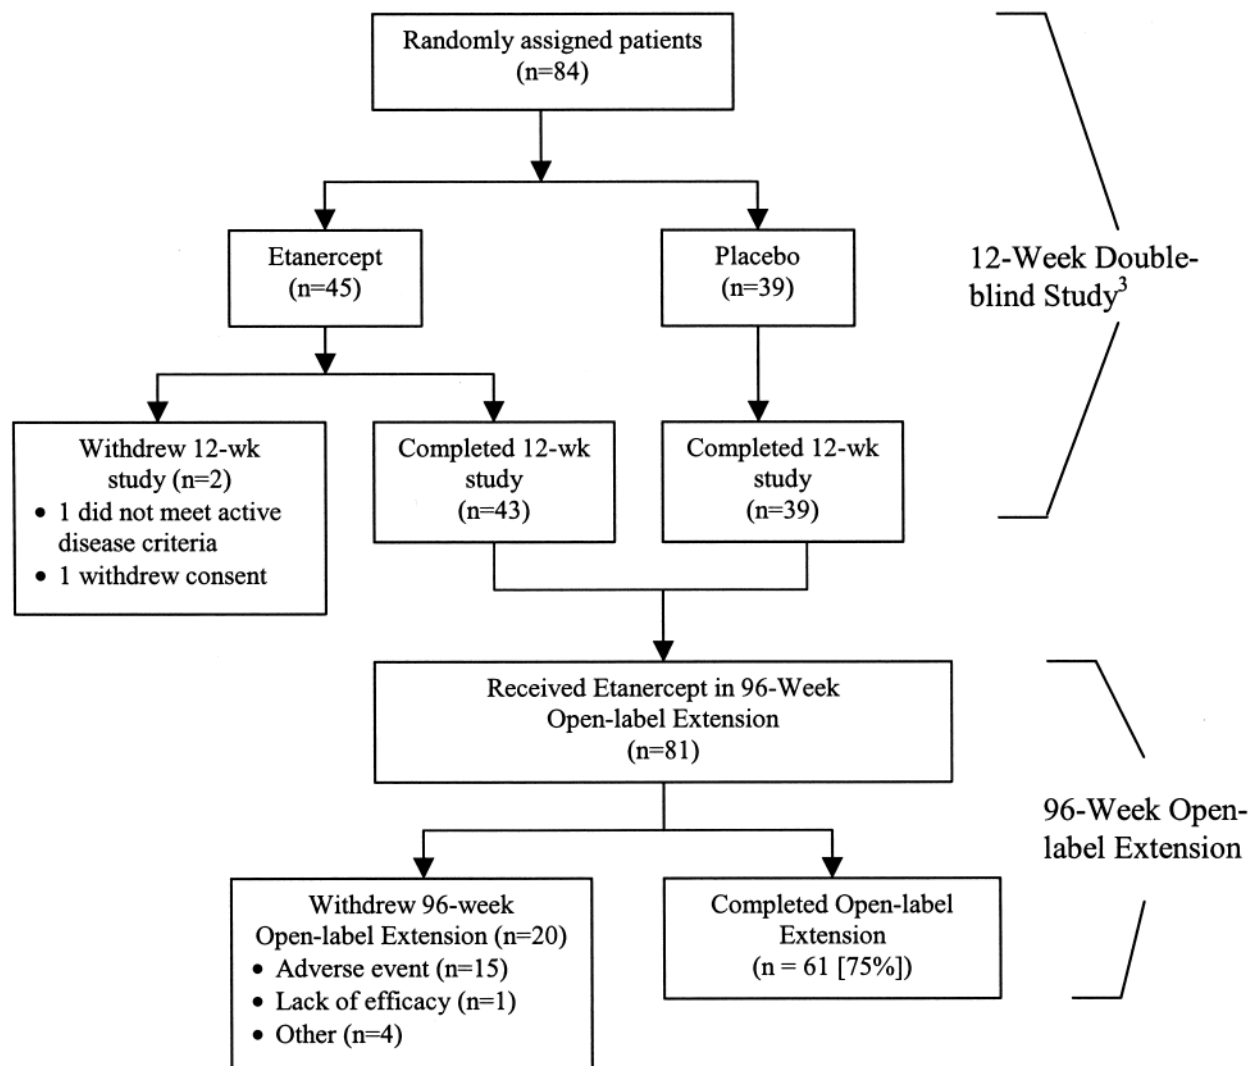 Randomly assigned patients
(n=84)
Etanercept
(n=45)
Placebo
(n=39)
12-Week Double-
blind Study³
Withdrew 12-wk
study (n=2)
• 1 did not meet active
disease criteria
• 1 withdrew consent
Completed 12-wk
study
(n=43)
Completed 12-wk
study
(n=39)
Received Etanercept in 96-Week
Open-label Extension
(n=81)
96-Week Open-
label Extension
Withdrew 96-week
Open-label Extension (n=20)
• Adverse event (n=15)
• Lack of efficacy (n=1)
• Other (n=4)
Completed Open-label
Extension
(n = 61 [75%])